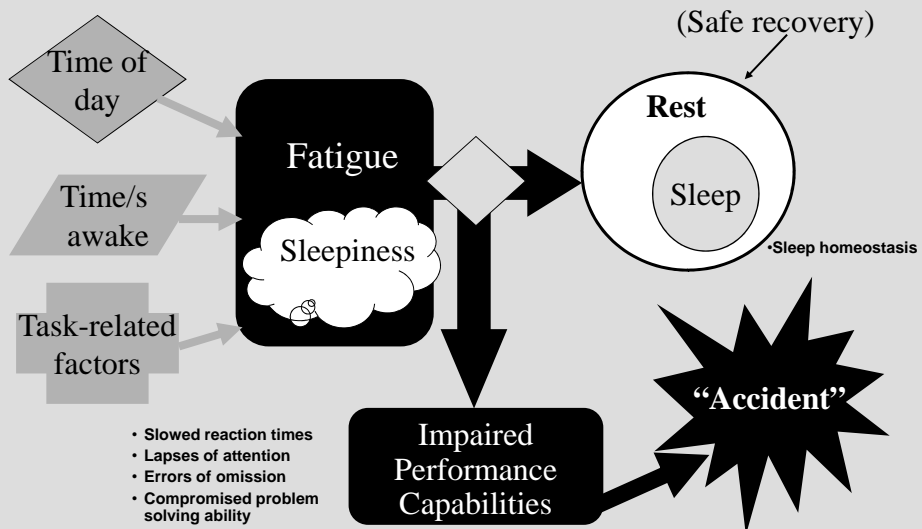 (Safe recovery)
Time of
day
Fatigue
Rest
Sleep
Time/s
awake
Sleepiness
•Sleep homeostasis
Task-related
factors
“Accident”
• Slowed reaction times
• Lapses of attention
• Errors of omission
• Compromised problem
solving ability
Impaired
Performance
Capabilities